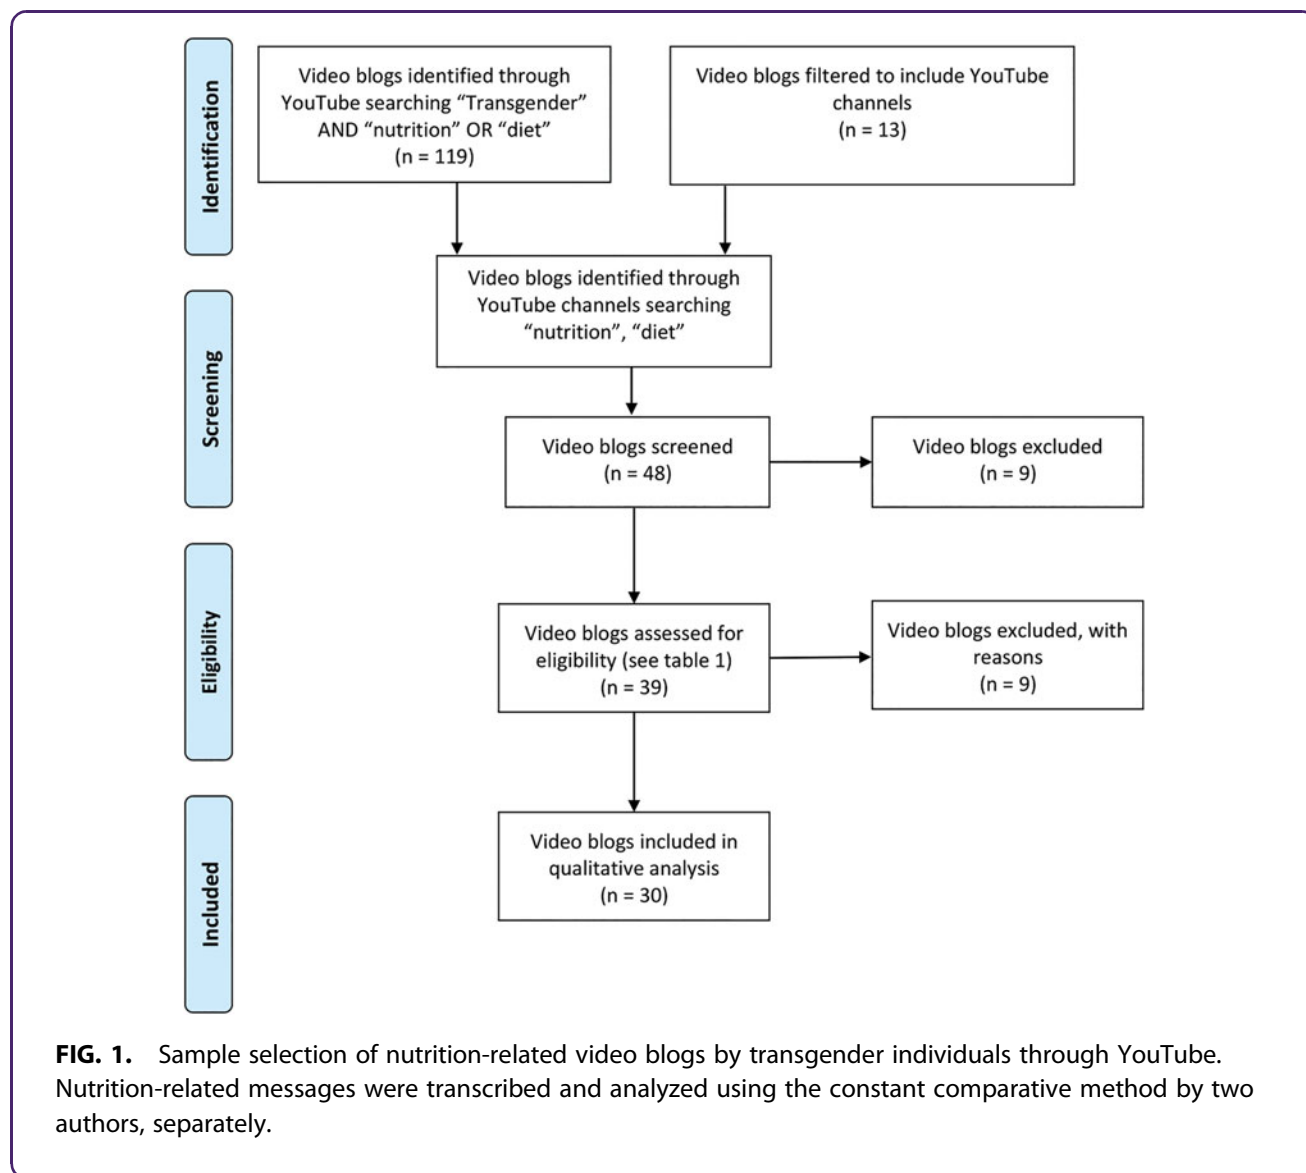 Identification
Video blogs identified through
YouTube searching “Transgender”
AND “nutrition” OR “diet”
(n = 119)
Video blogs filtered to include YouTube
channels
(n = 13)
Video blogs identified through
YouTube channels searching
“nutrition”, “diet”
Screening
Video blogs screened
(n = 48)
Video blogs excluded
(n = 9)
Eligibility
Video blogs assessed for
eligibility (see table 1)
(n = 39)
Video blogs excluded, with
reasons
(n = 9)
Included
Video blogs included in
qualitative analysis
(n = 30)
FIG. 1. Sample selection of nutrition-related video blogs by transgender individuals through YouTube.
Nutrition-related messages were transcribed and analyzed using the constant comparative method by two
authors, separately.